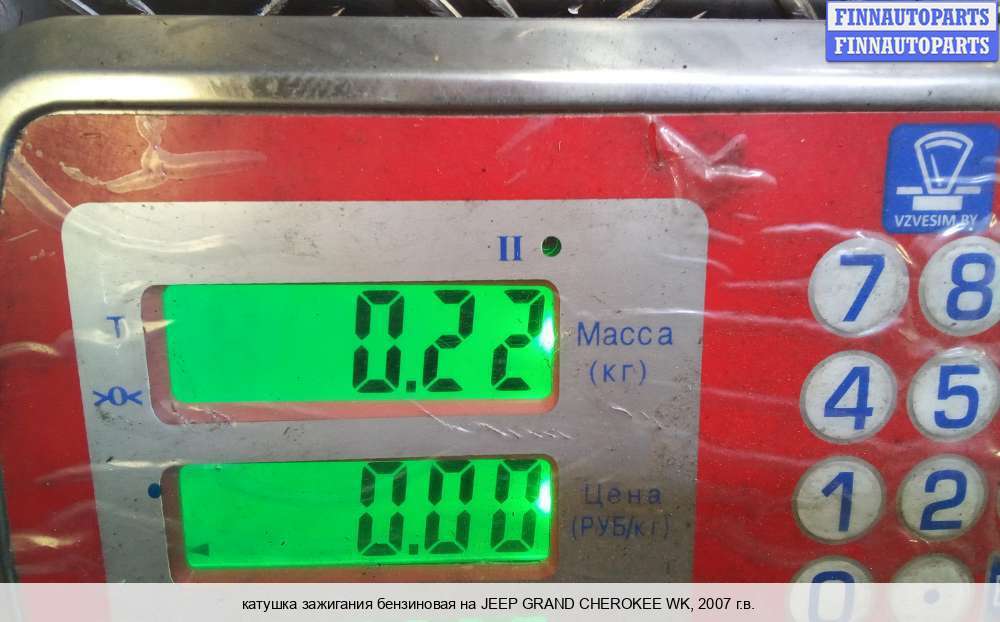 FINNAUTOPARTS
FINNAUTOPARTS
VZVESIM.BY
II
7 8
0.22
Масса
(кг)
T
>0<
4 5
0.00
Цена
(РУБ/кг)
1 2
0 .
катушка зажигания бензиновая на JEEP GRAND CHEROKEE WK, 2007 г.в.